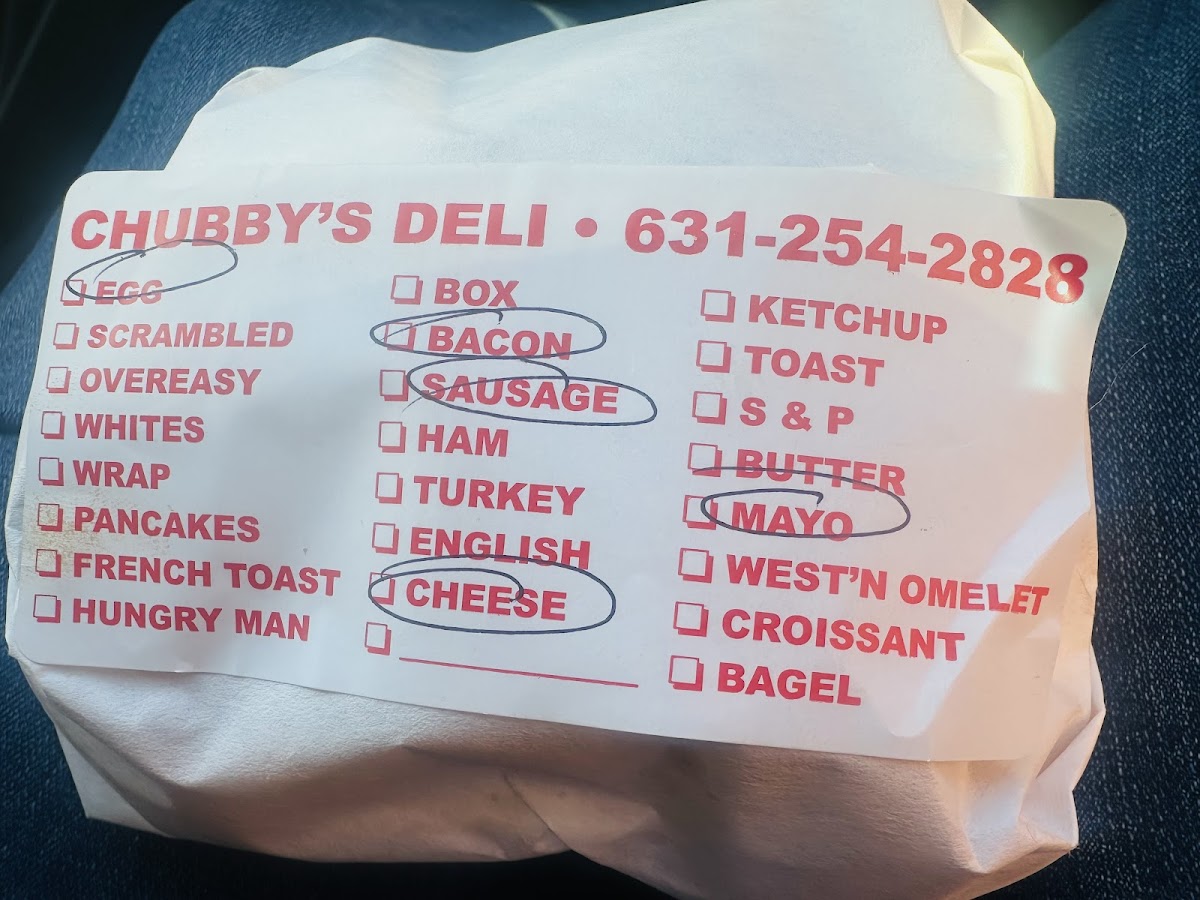 CHUBBY'S DELI • 631-254-2828
EGG
SCRAMBLED
OVEREASY
WHITES
WRAP
PANCAKES
FRENCH TOAST
HUNGRY MAN
BOX
BACON
SAUSAGE
HAM
TURKEY
ENGLISH
CHEESE
KETCHUP
TOAST
S & P
BUTTER
MAYO
WEST'N OMELET
CROISSANT
BAGEL